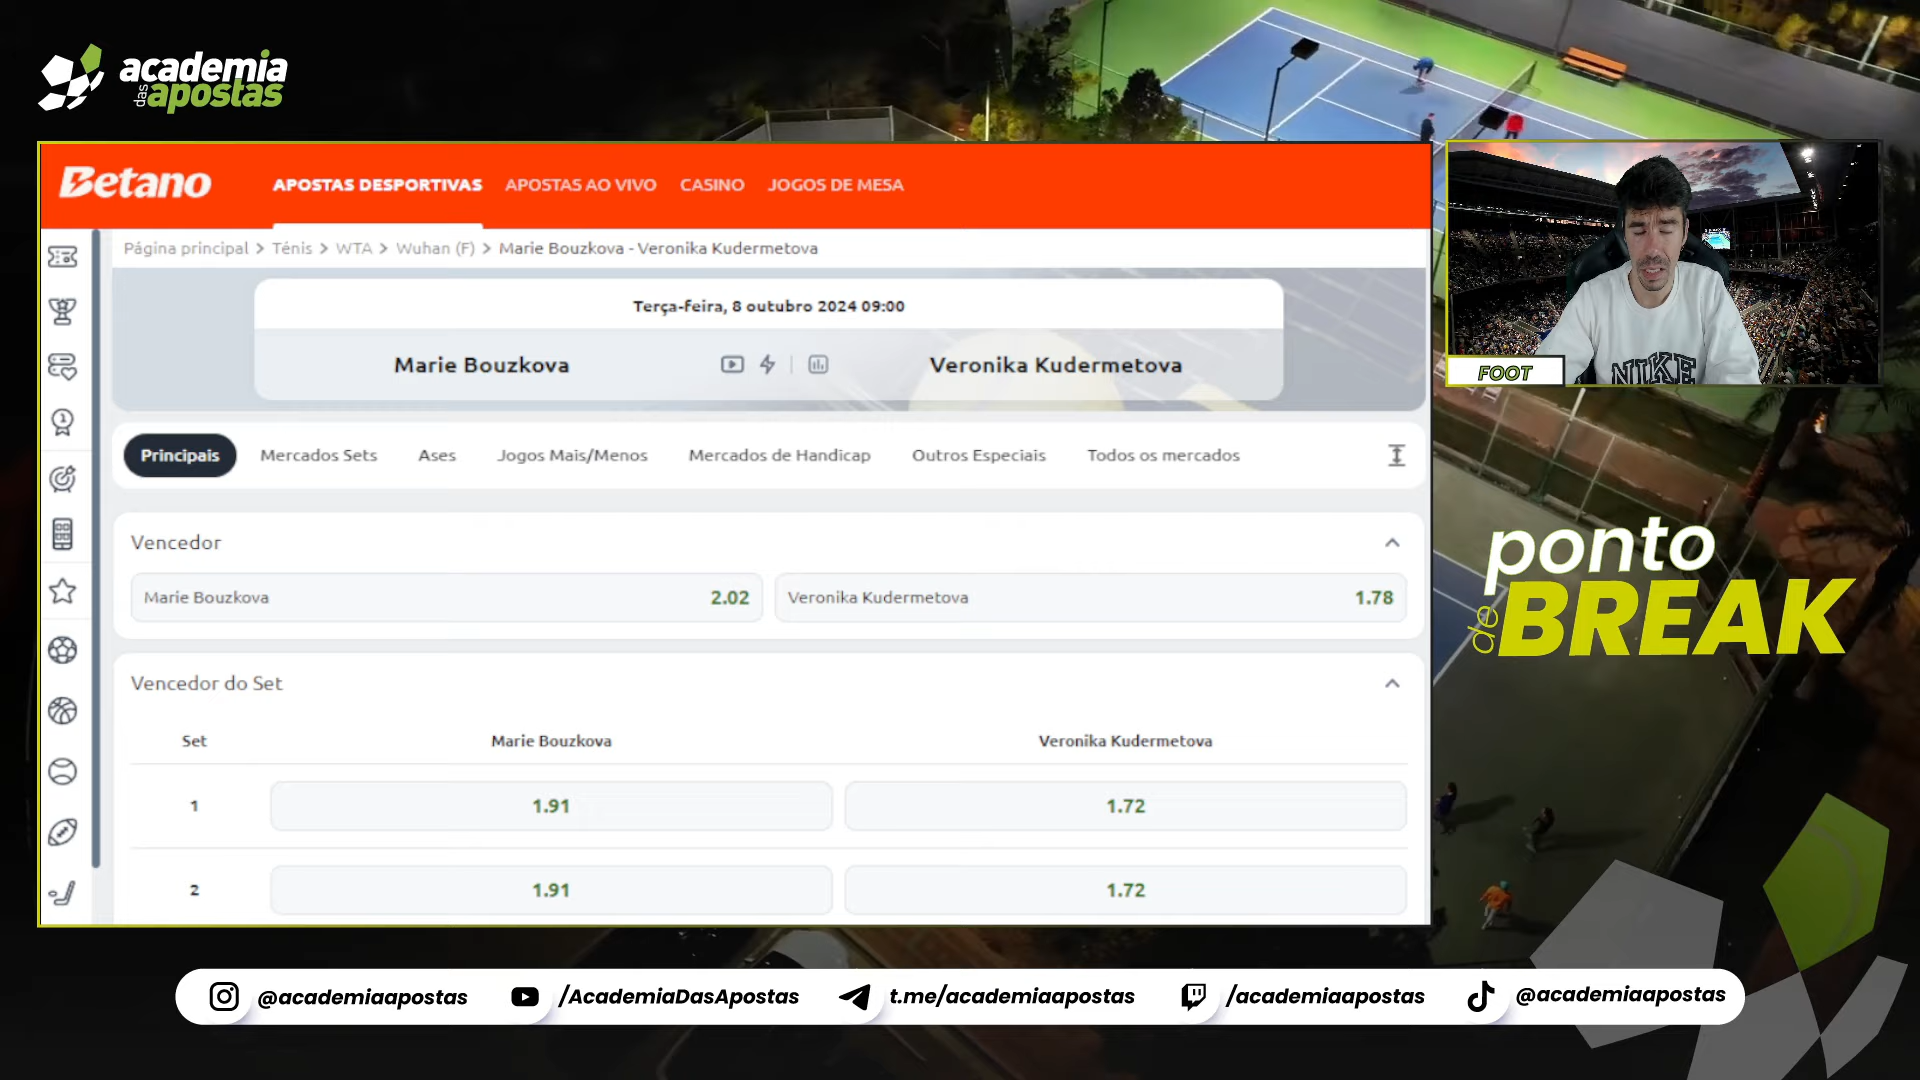 academia
das apostas
Betano
APOSTAS DESPORTIVAS APOSTAS AO VIVO CASINO JOGOS DE MESA
Página principal > Ténis > WTA > Wuhan (F) > Marie Bouzkova - Veronika Kudermetova
Terça-feira, 8 outubro 2024 09:00
Marie Bouzkova Veronika Kudermetova
Principais Mercados Sets Ases Jogos Mais/Menos Mercados de Handicap Outros Especiais Todos os mercados
Vencedor
Marie Bouzkova 2.02 Veronika Kudermetova 1.78
Vencedor do Set
Set Marie Bouzkova Veronika Kudermetova
1 1.91 1.72
2 1.91 1.72
NIKE
FOOT
ponto
de BREAK
@academiaapostas /AcademiaDasApostas t.me/academiaapostas /academiaapostas @academiaapostas